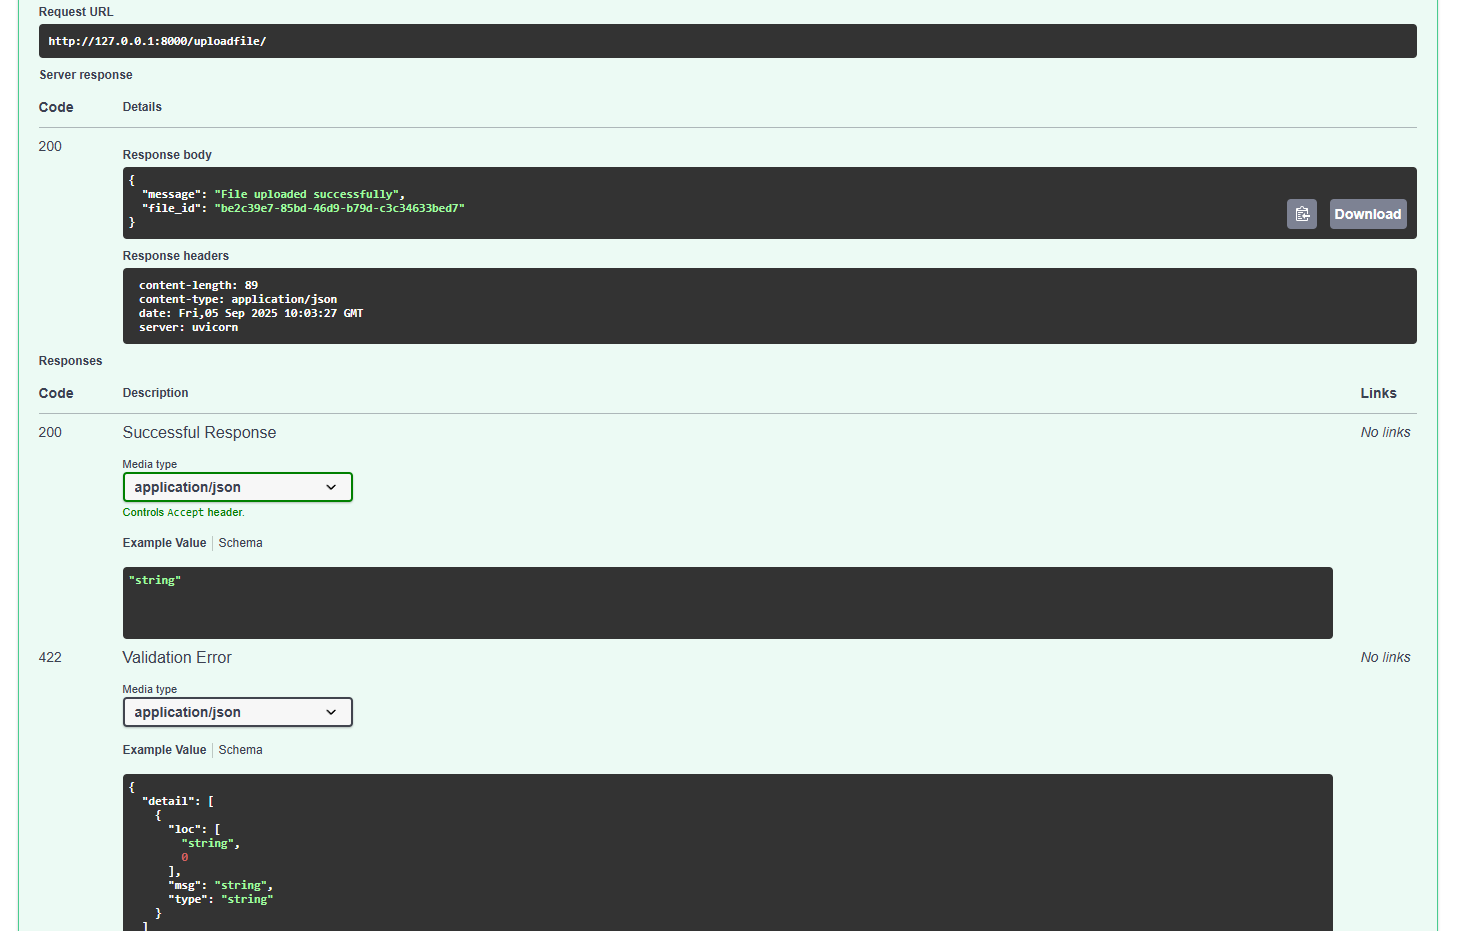 Request URL
http://127.0.0.1:8000/uploadfile/
Server response
Code Details
200
Response body
{
  "message": "File uploaded successfully",
  "file_id": "be2c39e7-85bd-46d9-b79d-c3c34633bed7"
}
Download
Response headers
content-length: 89
content-type: application/json
date: Fri,05 Sep 2025 10:03:27 GMT
server: uvicorn
Responses
Code Description Links
200 Successful Response No links
Media type
application/json
Controls Accept header.
Example Value Schema
"string"
422 Validation Error No links
Media type
application/json
Example Value Schema
{
  "detail": [
    {
      "loc": [
        "string",
        0
      ],
      "msg": "string",
      "type": "string"
    }
  ]